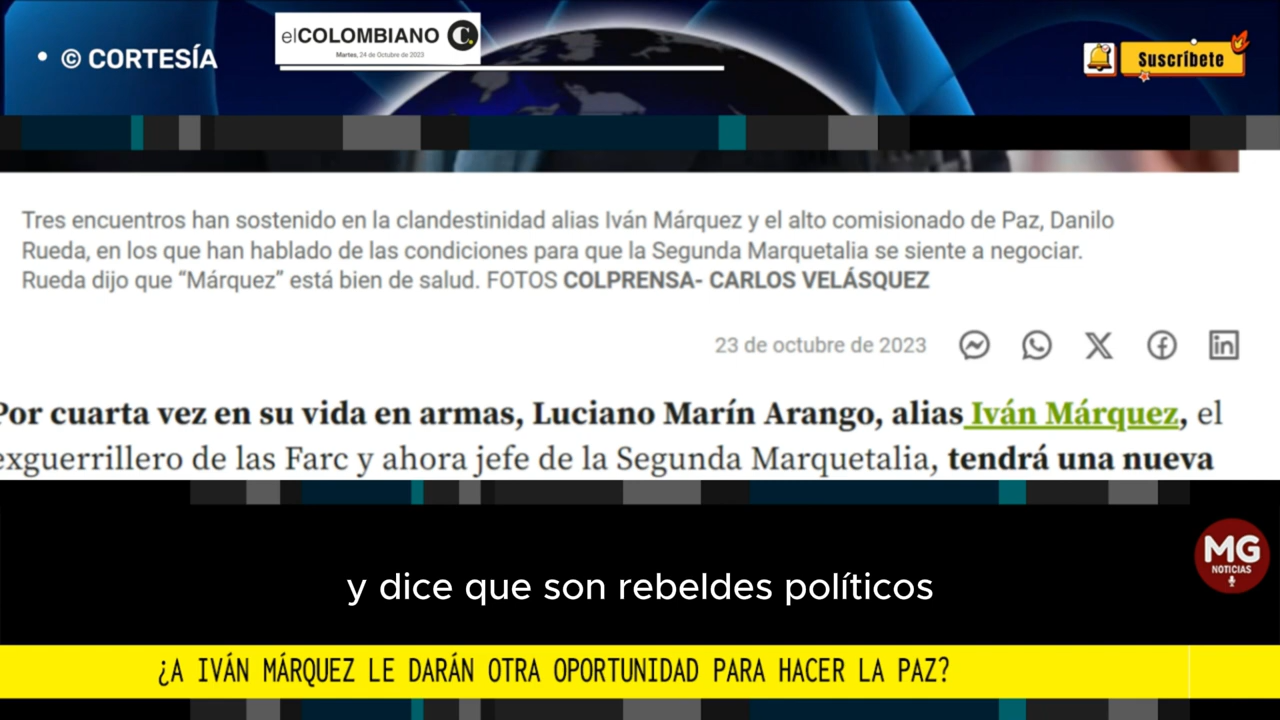 • © CORTESÍA
elCOLOMBIANO C.
Martes, 24 de Octubre de 2023
Suscríbete
Tres encuentros han sostenido en la clandestinidad alias Iván Márquez y el alto comisionado de Paz, Danilo
Rueda, en los que han hablado de las condiciones para que la Segunda Marquetalia se siente a negociar.
Rueda dijo que “Márquez” está bien de salud. FOTOS COLPRENSA- CARLOS VELÁSQUEZ
23 de octubre de 2023
Por cuarta vez en su vida en armas, Luciano Marín Arango, alias Iván Márquez, el
exguerrillero de las Farc y ahora jefe de la Segunda Marquetalia, tendrá una nueva
MG
NOTICIAS
y dice que son rebeldes políticos
¿A IVÁN MÁRQUEZ LE DARÁN OTRA OPORTUNIDAD PARA HACER LA PAZ?